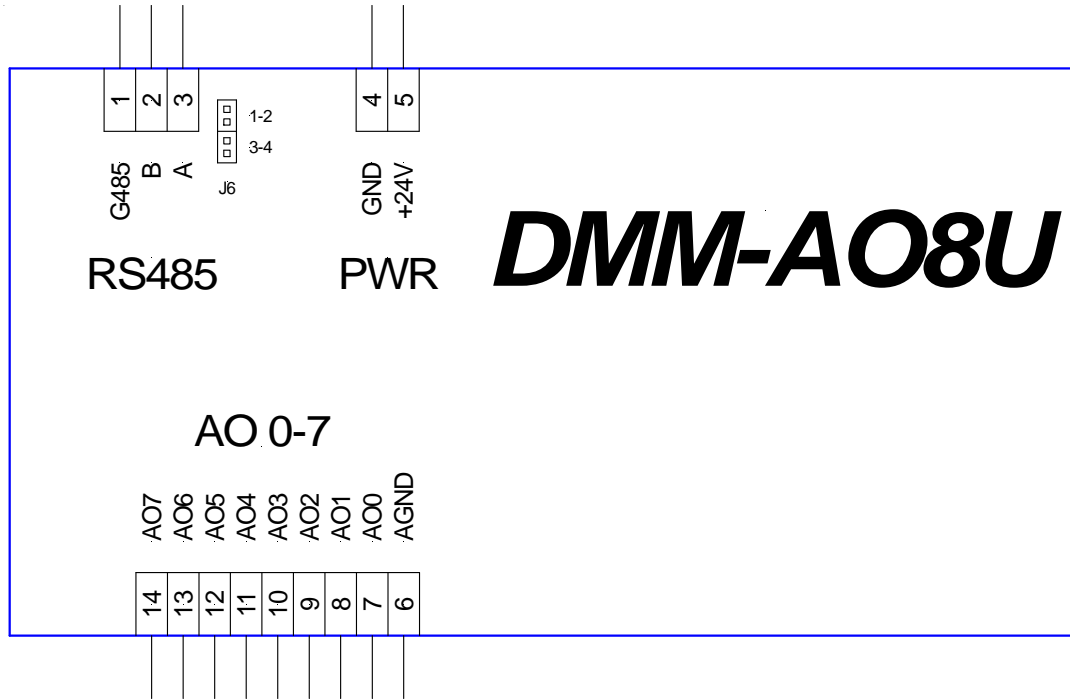 1 2 3 4 5
1-2
3-4
J6
G485 B A GND +24V
RS485 PWR DMM-AO8U
AO 0-7
AO7 AO6 AO5 AO4 AO3 AO2 AO1 AO0 AGND
14 13 12 11 10 9 8 7 6